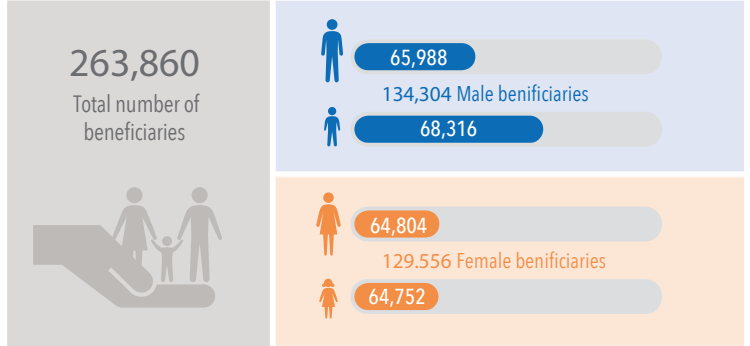 263,860
Total number of
beneficiaries
65,988
134,304 Male benificiaries
68,316
64,804
129.556 Female benificiaries
64,752